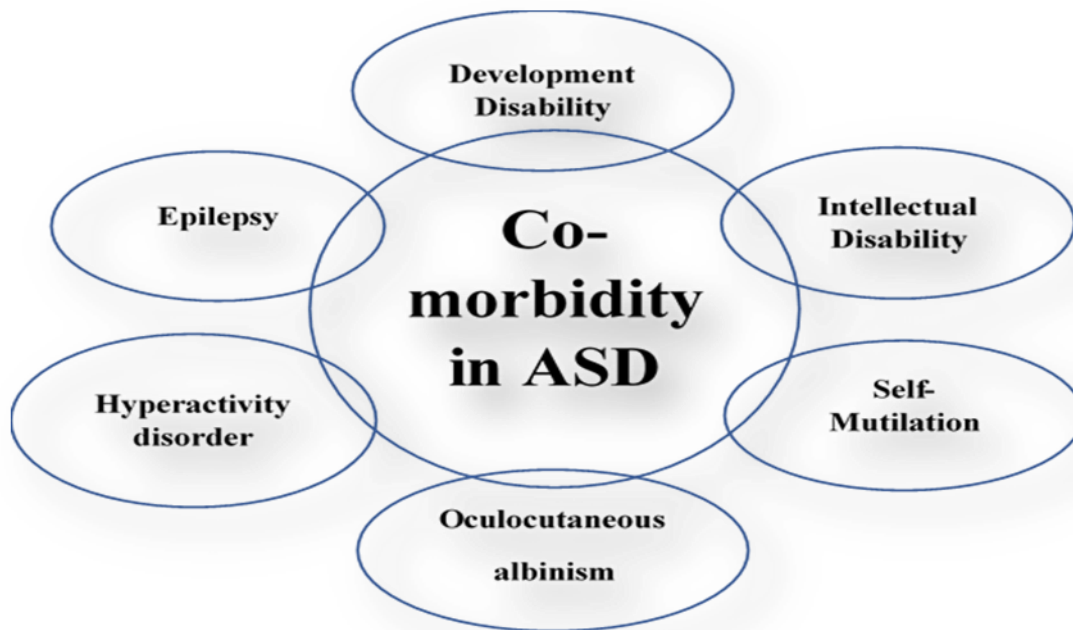 Development
Disability
Epilepsy
Intellectual
Disability
Co-
morbidity
in ASD
Hyperactivity
disorder
Self-
Mutilation
Oculocutaneous
albinism